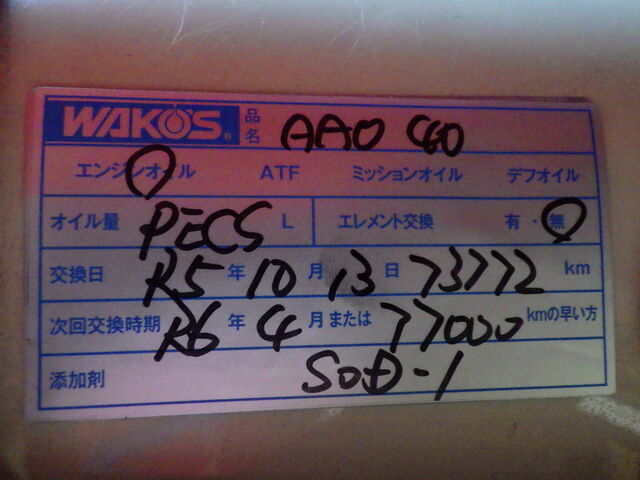 WAKO'S® 品名 AAO C60
エンジンオイル ATF ミッションオイル デフオイル
オイル量 PECS L エレメント交換 有・無
交換日 R5 年 10 月 13 日 73772 km
次回交換時期 R6 年 4 月または 77000 kmの早い方
添加剤 SOD-1